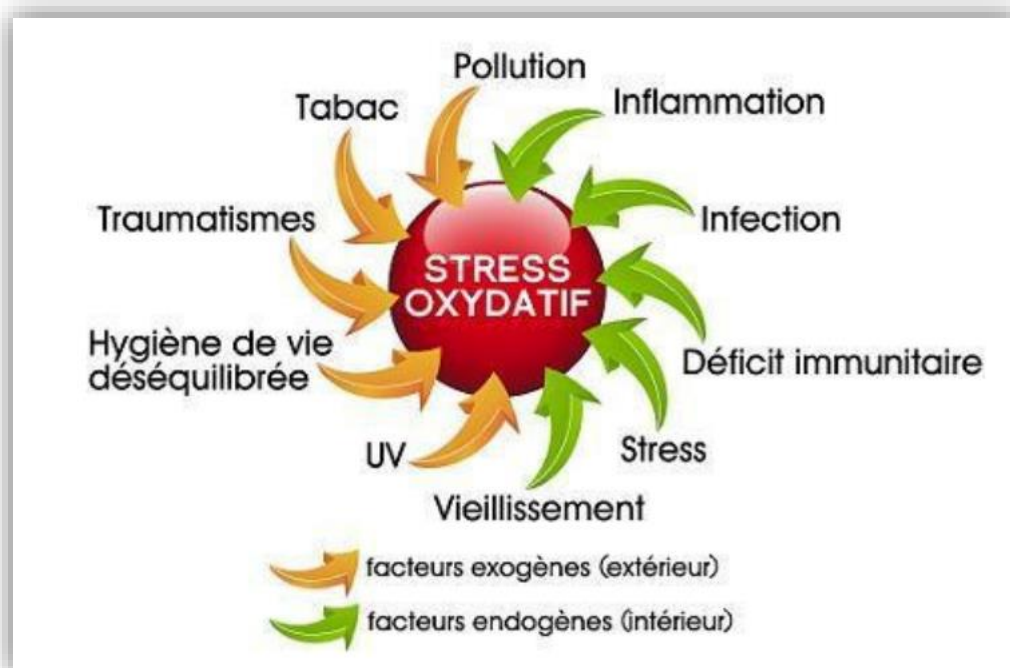 Pollution
Tabac
Inflammation
Traumatismes
Infection
STRESS
OXYDATIF
Hygiène de vie
déséquilibrée
Déficit immunitaire
UV
Stress
Vieillissement
facteurs exogènes (extérieur)
facteurs endogènes (intérieur)